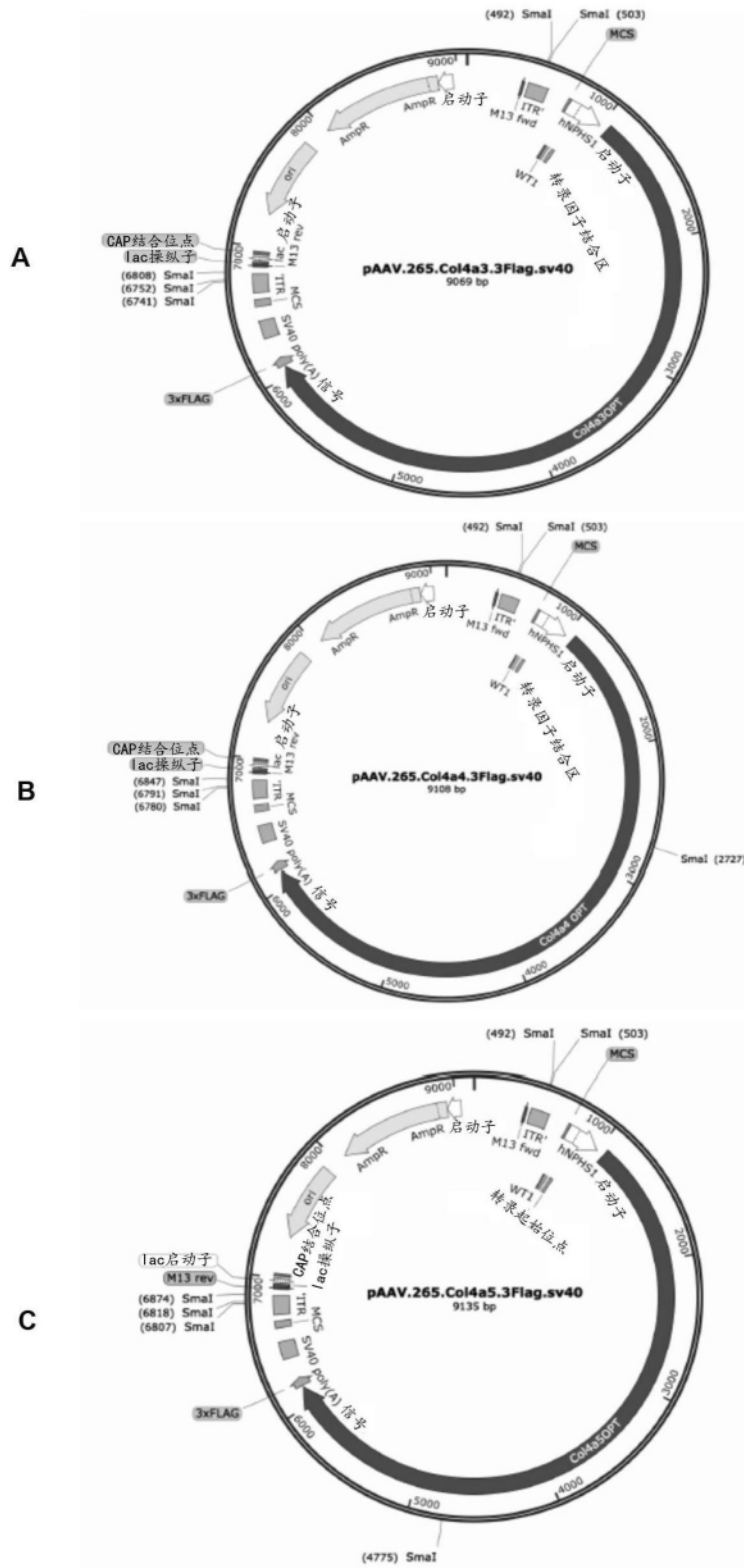 A
(492) SmaI
SmaI (503)
MCS
9000
1000
2000
3000
4000
5000
6000
7000
8000
AmpR 启动子
AmpR
ori
M13 fwd
ITR'
hNPHS1 启动子
WT1
转录因子结合区
CAP结合位点
lac操纵子
lac 启动子
M13 rev
(6808) SmaI
(6752) SmaI
(6741) SmaI
ITR
MCS
SV40 poly(A) 信号
3xFLAG
Col4a3OPT
pAAV.265.Col4a3.3Flag.sv40
9069 bp
B
(492) SmaI
SmaI (503)
MCS
9000
1000
2000
3000
4000
5000
6000
7000
8000
AmpR 启动子
AmpR
ori
M13 fwd
ITR'
hNPHS1 启动子
WT1
转录因子结合区
CAP结合位点
lac操纵子
lac 启动子
M13 rev
(6847) SmaI
(6791) SmaI
(6780) SmaI
ITR
MCS
SV40 poly(A) 信号
3xFLAG
SmaI (2727)
Col4a4 OPT
pAAV.265.Col4a4.3Flag.sv40
9108 bp
C
(492) SmaI
SmaI (503)
MCS
9000
1000
2000
3000
4000
5000
6000
7000
8000
AmpR 启动子
AmpR
ori
M13 fwd
ITR'
hNPHS1 启动子
WT1
转录起始位点
CAP结合位点
lac操纵子
lac启动子
M13 rev
(6874) SmaI
(6818) SmaI
(6807) SmaI
ITR
MCS
SV40 poly(A) 信号
3xFLAG
(4775) SmaI
Col4a5OPT
pAAV.265.Col4a5.3Flag.sv40
9135 bp